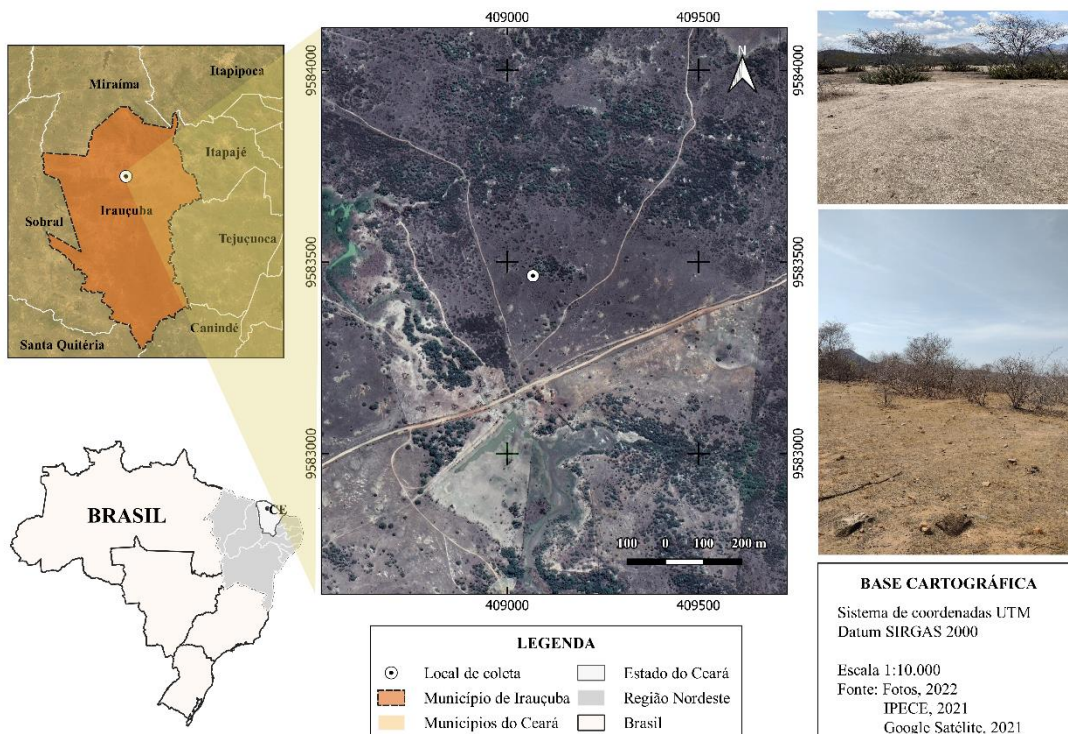 Itapipoca
Miraíma
Itapajé
Irauçuba
Sobral
Tejuçuoca
Canindé
Santa Quitéria
BRASIL
CE
409000
409500
9584000
9584000
N
9583500
9583500
9583000
9583000
100 0 100 200 m
409000
409500
LEGENDA
Local de coleta
Estado do Ceará
Município de Irauçuba
Região Nordeste
Municípios do Ceará
Brasil
BASE CARTOGRÁFICA
Sistema de coordenadas UTM
Datum SIRGAS 2000
Escala 1:10.000
Fonte: Fotos, 2022
IPECE, 2021
Google Satélite, 2021